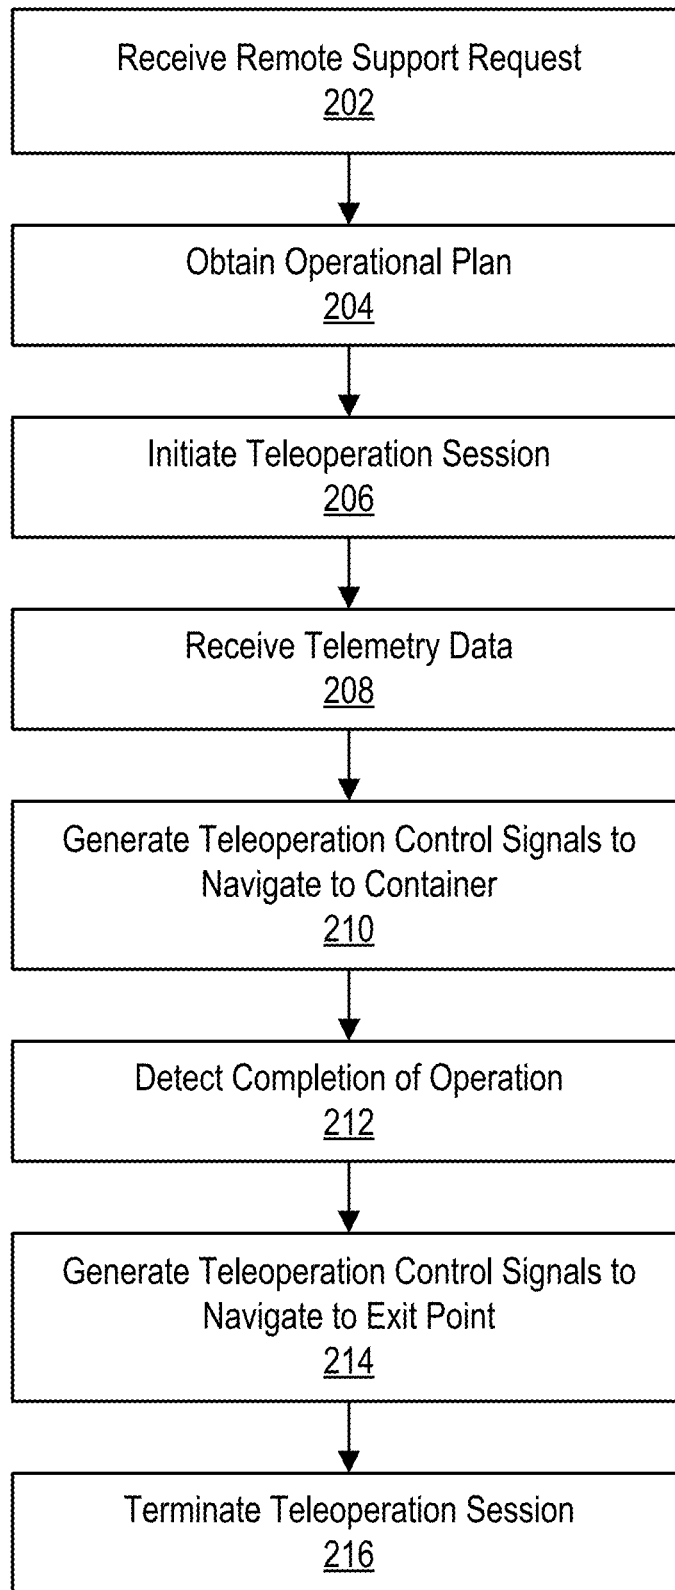 Receive Remote Support Request
202
Obtain Operational Plan
204
Initiate Teleoperation Session
206
Receive Telemetry Data
208
Generate Teleoperation Control Signals to
Navigate to Container
210
Detect Completion of Operation
212
Generate Teleoperation Control Signals to
Navigate to Exit Point
214
Terminate Teleoperation Session
216